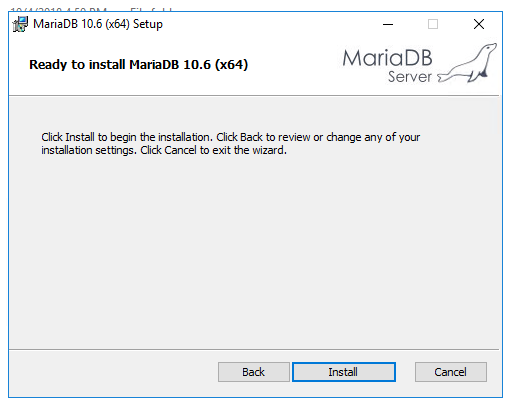 MariaDB 10.6 (x64) Setup
Ready to install MariaDB 10.6 (x64)
MariaDB
Server
Click Install to begin the installation. Click Back to review or change any of your
installation settings. Click Cancel to exit the wizard.
Back
Install
Cancel